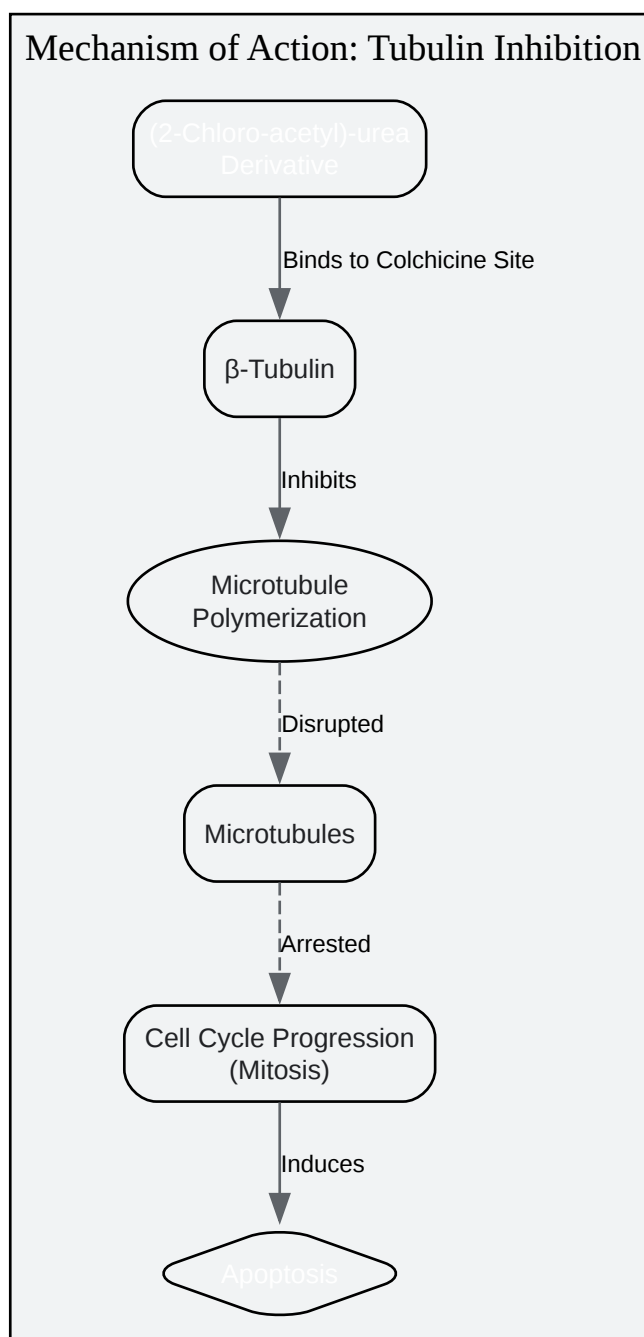 Mechanism of Action: Tubulin Inhibition
(2-Chloro-acetyl)-urea
Derivative
Binds to Colchicine Site
β-Tubulin
Inhibits
Microtubule
Polymerization
Disrupted
Microtubules
Arrested
Cell Cycle Progression
(Mitosis)
Induces
Apoptosis